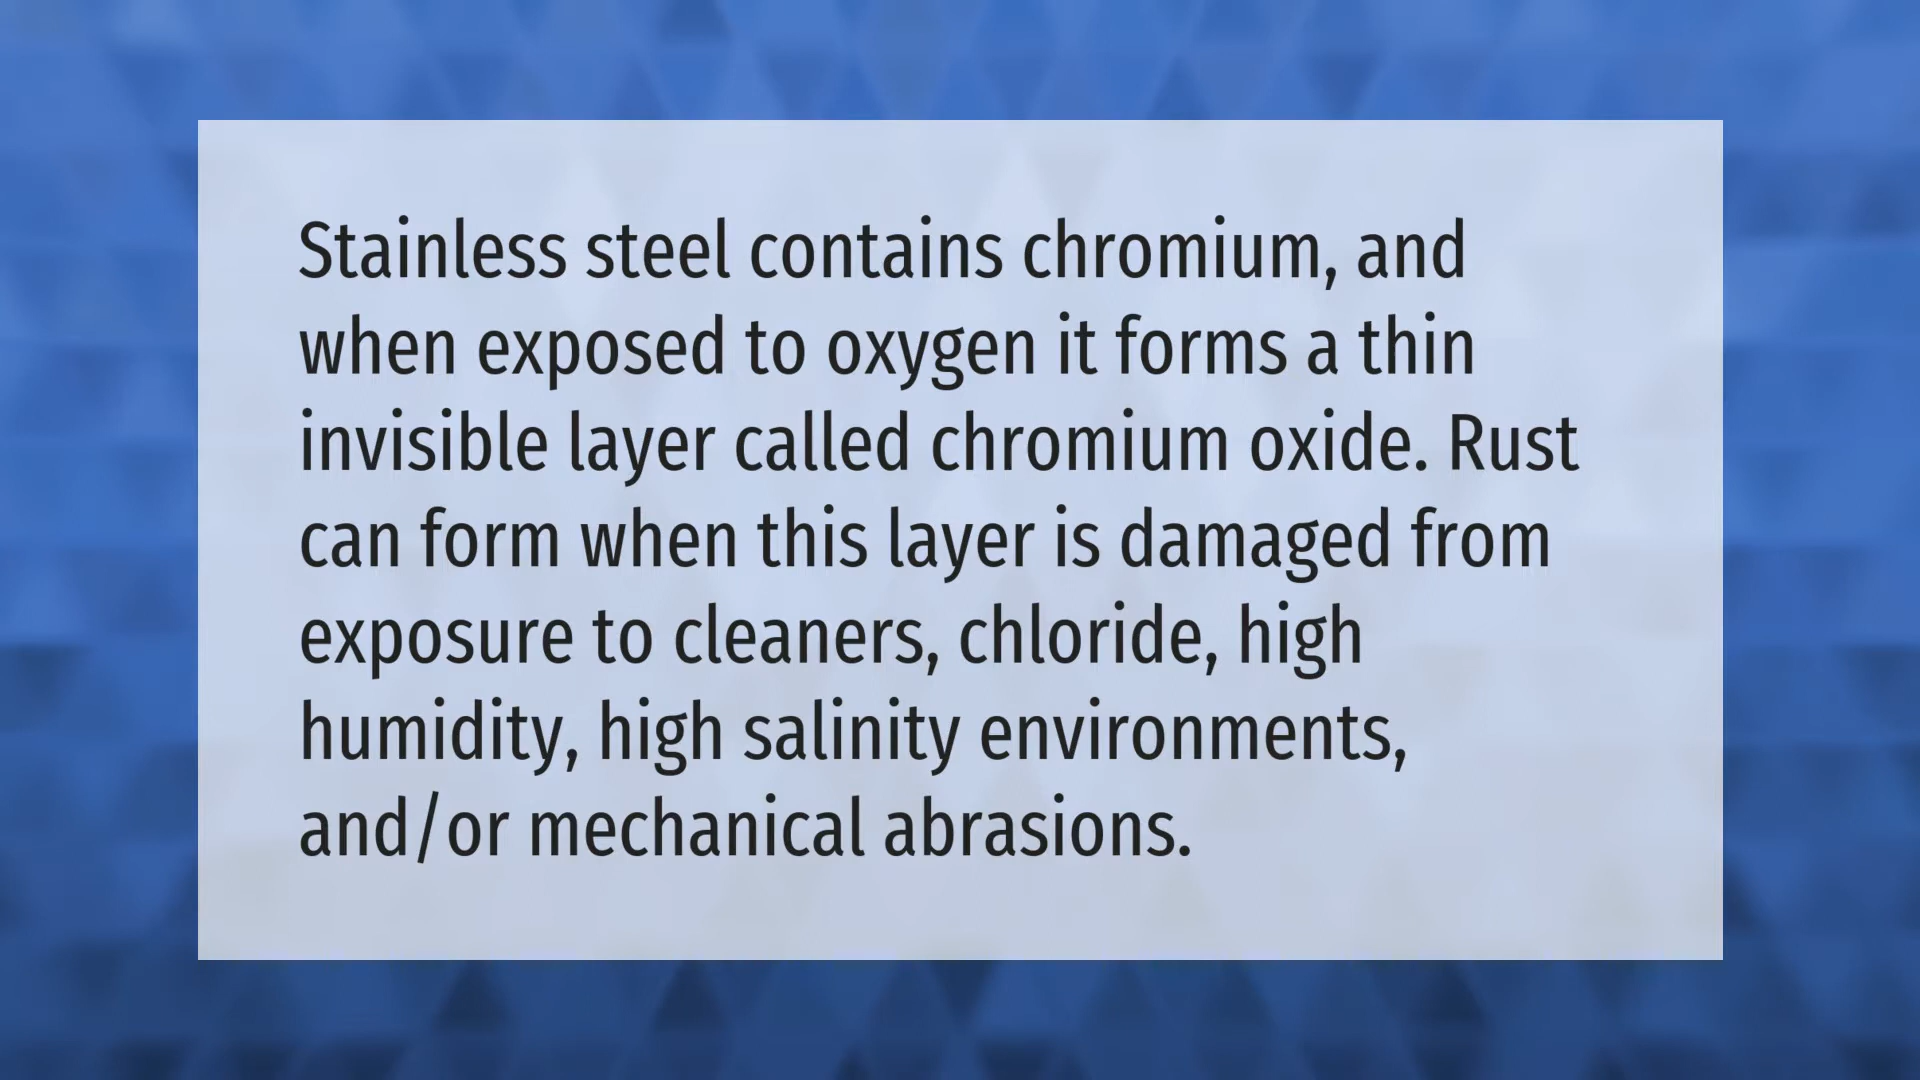 Stainless steel contains chromium, and
when exposed to oxygen it forms a thin
invisible layer called chromium oxide. Rust
can form when this layer is damaged from
exposure to cleaners, chloride, high
humidity, high salinity environments,
and/or mechanical abrasions.